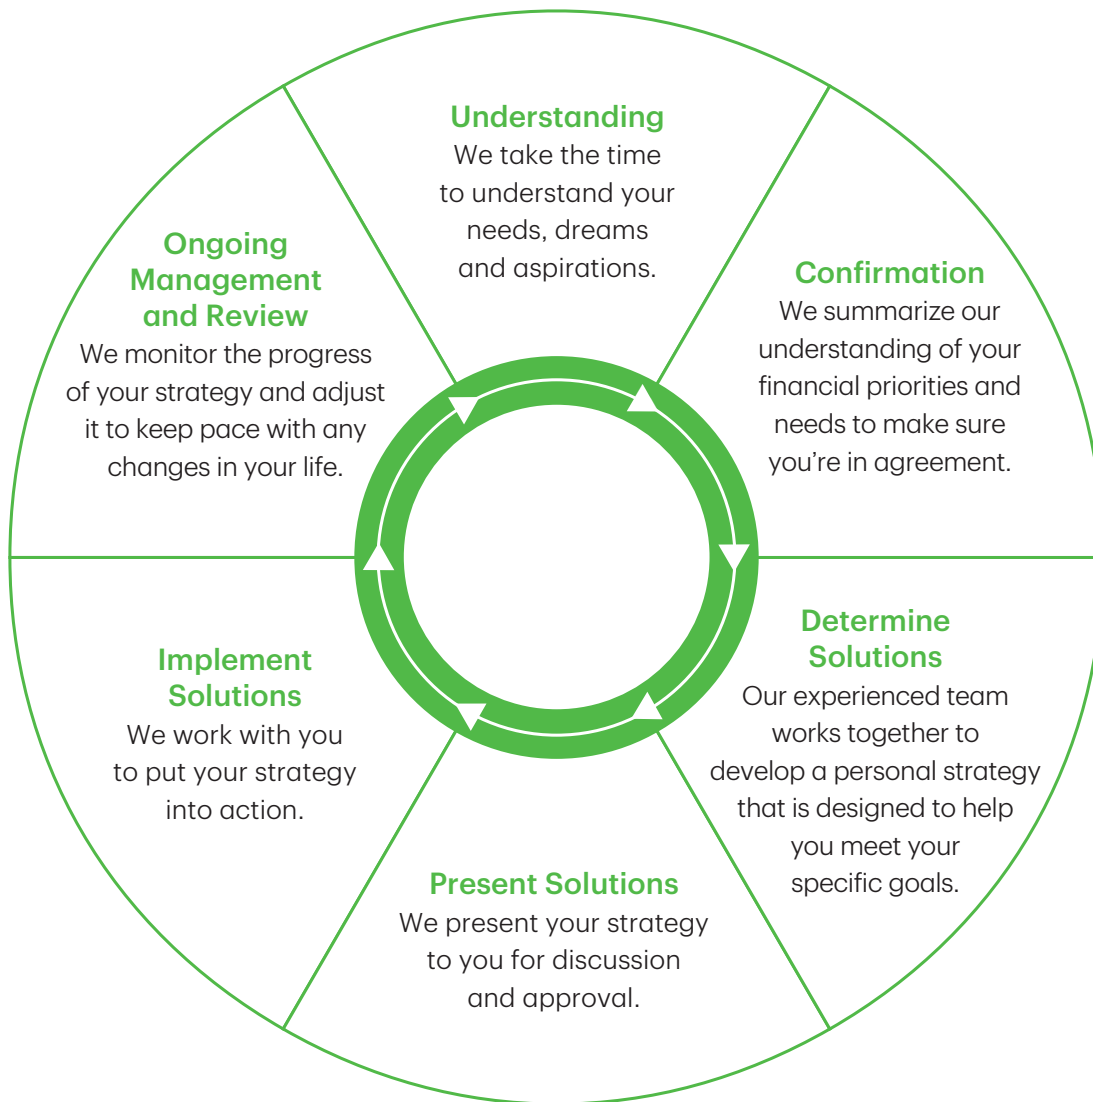 Understanding
We take the time
to understand your
needs, dreams
and aspirations.
Confirmation
We summarize our
understanding of your
financial priorities and
needs to make sure
you’re in agreement.
Determine
Solutions
Our experienced team
works together to
develop a personal strategy
that is designed to help
you meet your
specific goals.
Present Solutions
We present your strategy
to you for discussion
and approval.
Implement
Solutions
We work with you
to put your strategy
into action.
Ongoing
Management
and Review
We monitor the progress
of your strategy and adjust
it to keep pace with any
changes in your life.